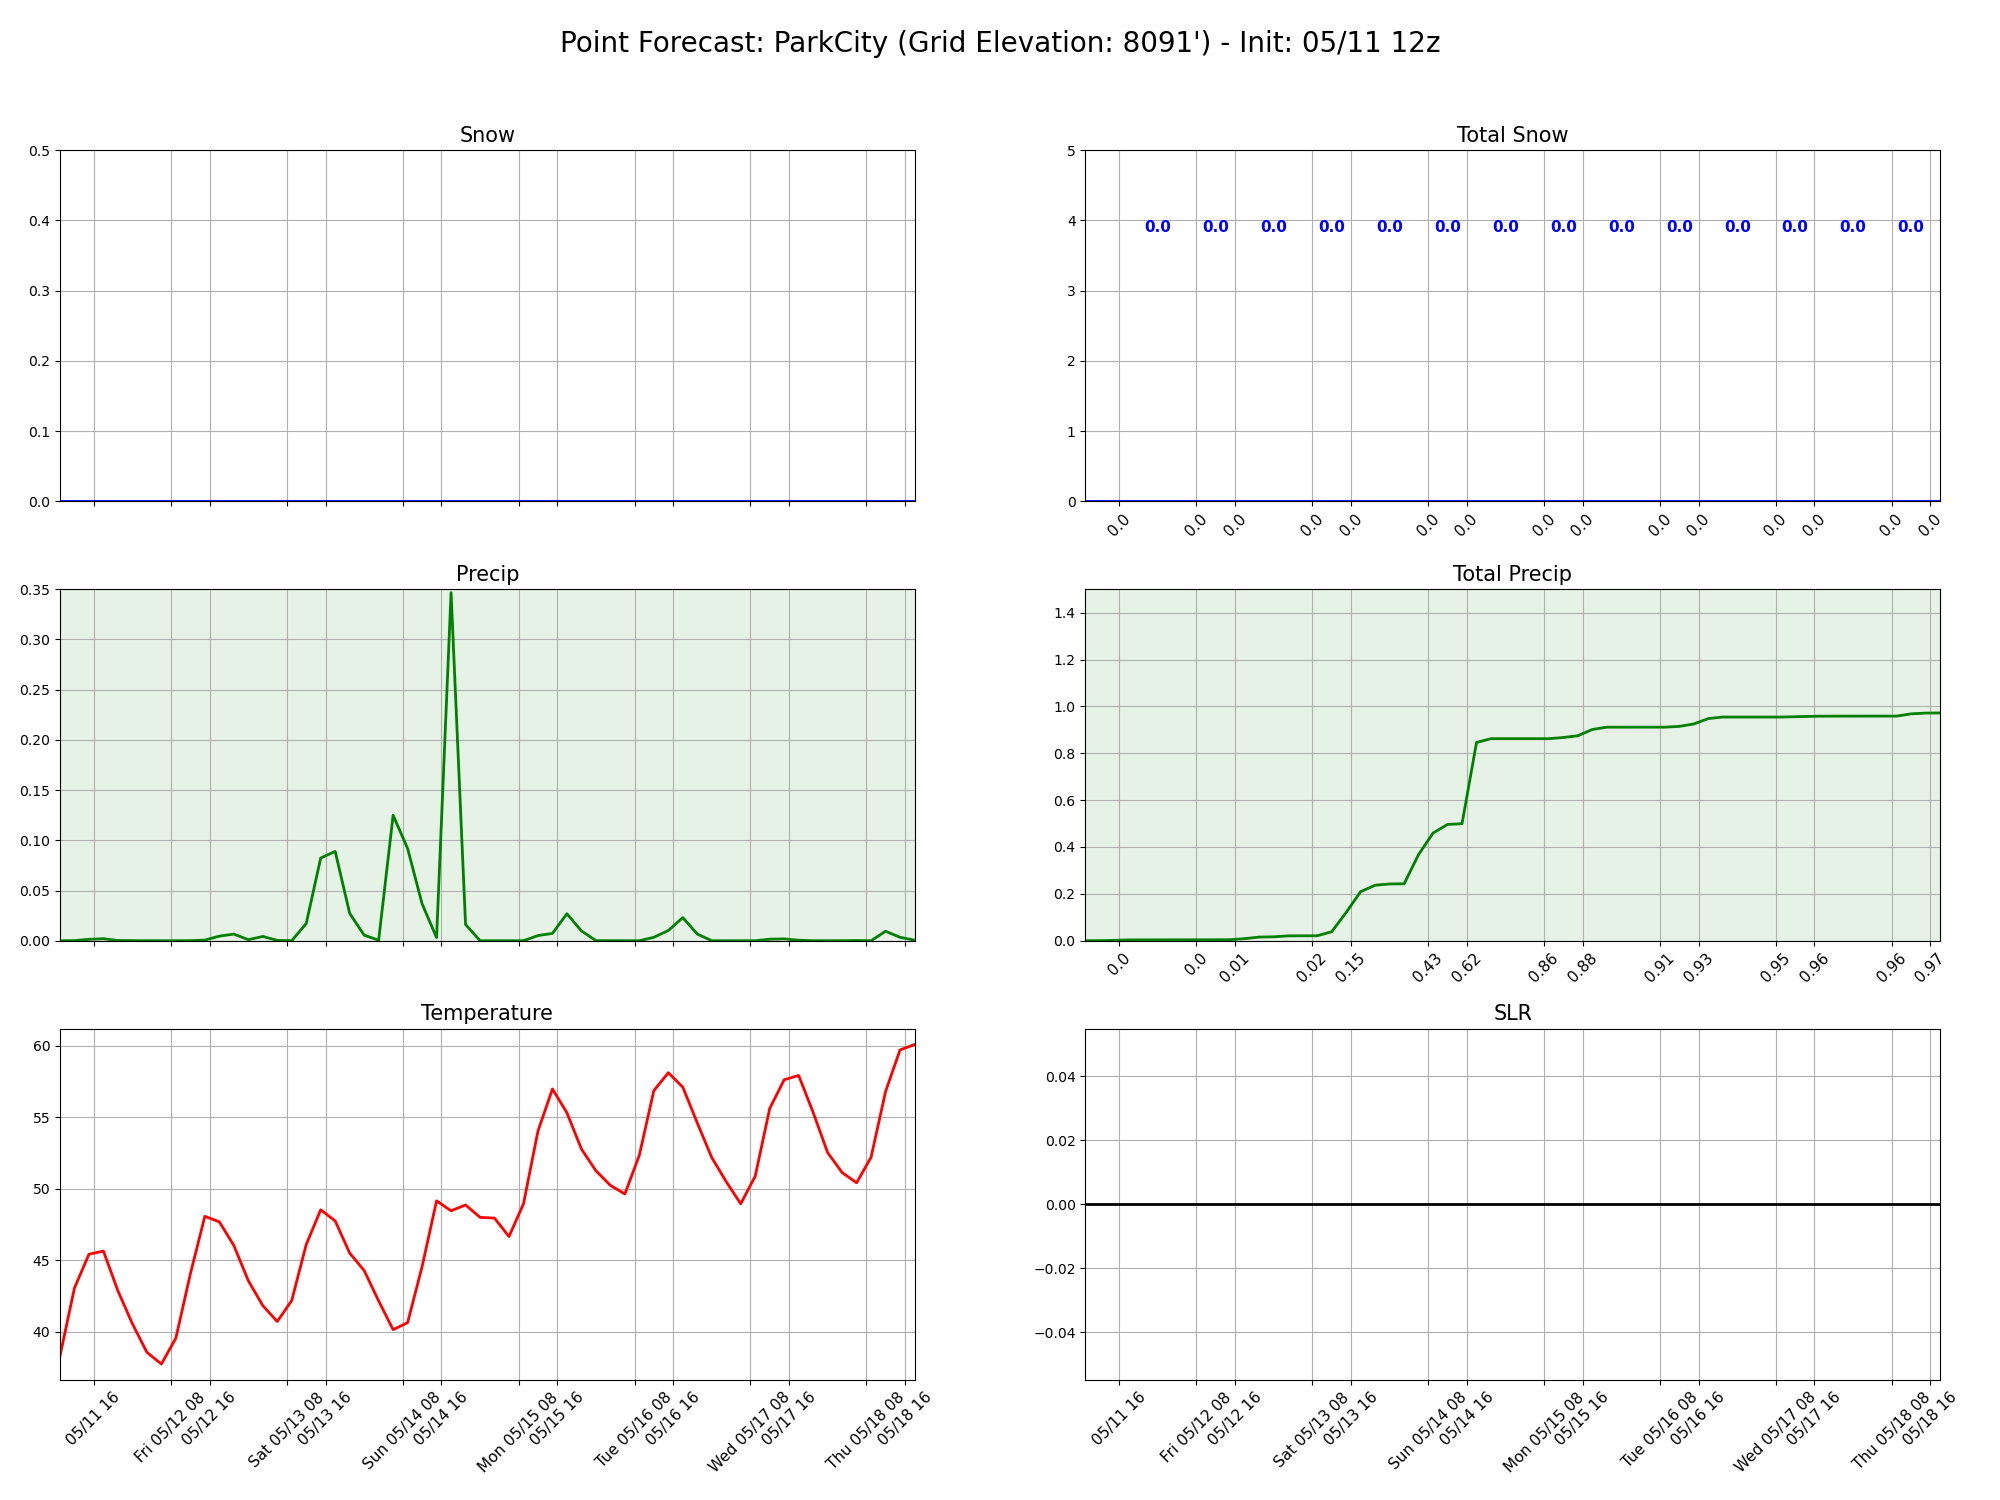 Point Forecast: ParkCity (Grid Elevation: 8091') - Init: 05/11 12z
Snow
0.5
0.4
0.3
0.2
0.1
0.0
Total Snow
5
4
3
2
1
0
0.0 0.0 0.0 0.0 0.0 0.0 0.0 0.0 0.0 0.0 0.0 0.0 0.0 0.0
0.0 0.0 0.0 0.0 0.0 0.0 0.0 0.0 0.0 0.0 0.0 0.0 0.0 0.0 0.0
Precip
0.35
0.30
0.25
0.20
0.15
0.10
0.05
0.00
Total Precip
1.4
1.2
1.0
0.8
0.6
0.4
0.2
0.0
0.0 0.0 0.01 0.02 0.15 0.43 0.62 0.86 0.88 0.91 0.93 0.95 0.96 0.96 0.97
Temperature
60
55
50
45
40
05/11 16
Fri 05/12 08
05/12 16
Sat 05/13 08
05/13 16
Sun 05/14 08
05/14 16
Mon 05/15 08
05/15 16
Tue 05/16 08
05/16 16
Wed 05/17 08
05/17 16
Thu 05/18 08
05/18 16
SLR
0.04
0.02
0.00
−0.02
−0.04
05/11 16
Fri 05/12 08
05/12 16
Sat 05/13 08
05/13 16
Sun 05/14 08
05/14 16
Mon 05/15 08
05/15 16
Tue 05/16 08
05/16 16
Wed 05/17 08
05/17 16
Thu 05/18 08
05/18 16